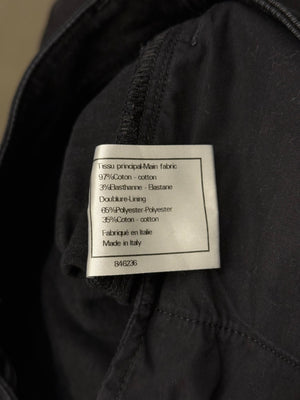 Tissu principal-Main fabric
97%Coton - cotton
3%Elasthanne - Elastane
Doublure-Lining
65%Polyester-Polyester
35%Coton - cotton
Fabriqué en Italie
Made in Italy
846236